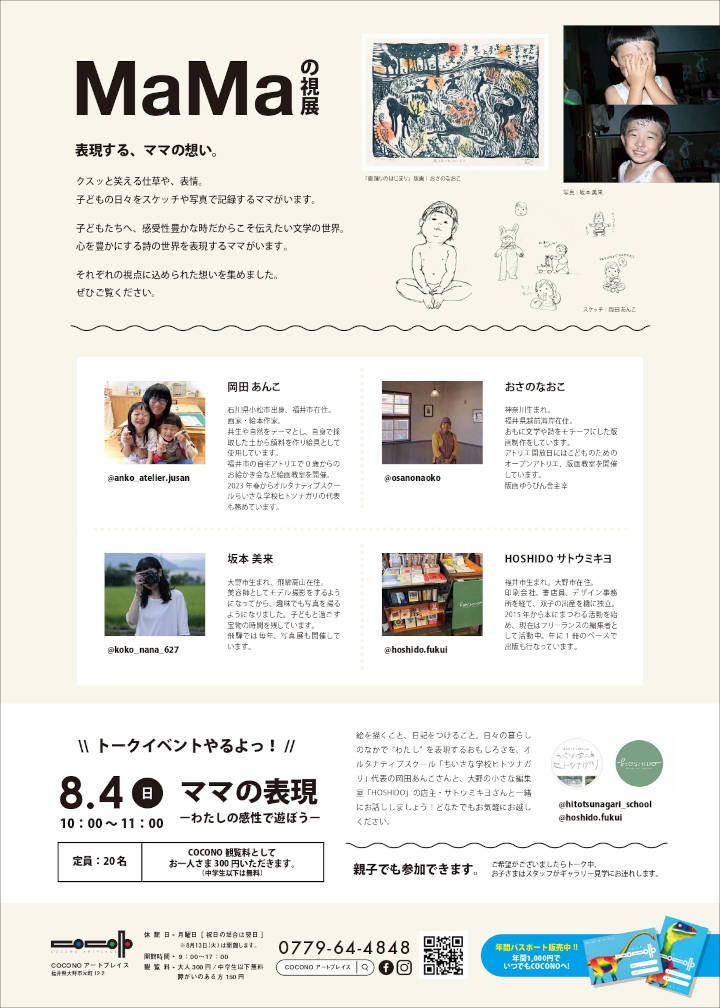 MaMaの視展
表現する、ママの想い。
クスッと笑える仕草や、表情。
子どもの日々をスケッチや写真で記録するママがいます。
子どもたちへ、感受性豊かな時だからこそ伝えたい文学の世界。
心を豊かにする詩の世界を表現するママがいます。
それぞれの視点に込められた想いを集めました。
ぜひご覧ください。
版画：おさのなおこ
写真：坂本 美来
スケッチ：岡田 あんこ
岡田 あんこ
石川県小松市出身、福井市在住。
画家・絵本作家。
共生や自然をテーマとし、自身で採
取した土から顔料を作り絵具として
使用しています。
福井市の自宅アトリエで0歳からの
お絵かき会など絵画教室を開催。
2023年春からオルタナティブスクー
ルちいさな学校ヒトツナガリの代表
も務めています。
@anko_atelier.jusan
おさのなおこ
神奈川生まれ。
福井県越前海岸在住。
おもに文学や詩をモチーフにした版
画制作をしています。
アトリエ開放日にはこどものための
オープンアトリエ、版画教室を開催
しています。
版画ゆうびん舎主宰
@osanonaoko
坂本 美来
大野市生まれ、飛騨高山在住。
美容師としてモデル撮影をするよう
になってから、趣味でも写真を撮る
ようになりました。子どもと過ごす
宝物の時間を残しています。
飛騨では毎年、写真展も開催して
います。
@koko_nana_627
HOSHIDO サトウミキヨ
福井市生まれ。大野市在住。
印刷会社、書店員、デザイン事務
所を経て、双子の出産を機に独立。
2015年から本にまつわる活動を始
め、現在はフリーランスの編集者と
して活動中。年に1冊のペースで
出版も行なっています。
@hoshido.fukui
\\ トークイベントやるよっ！ //
8.4 日
10：00～11：00
ママの表現
ーわたしの感性で遊ぼうー
定員：20名
COCONO 観覧料として
お一人さま 300円いただきます。
（中学生以下は無料）
絵を描くこと、日記をつけること。日々の暮らし
のなかで“わたし”を表現するおもしろさを、オ
ルタナティブスクール「ちいさな学校ヒトツナガ
リ」代表の岡田あんこさんと、大野の小さな編集
室「HOSHIDO」の店主・サトウミキヨさんと一緒
にお話ししましょう！どなたでもお気軽にお越し
ください。
HOSHIDO
@hitotsunagari_school
@hoshido.fukui
親子でも参加できます。
ご希望がございましたらトーク中、
お子さまはスタッフがギャラリー見学にお連れします。
COCONO アートプレイス
福井県大野市元町 12-2
休館日・月曜日［祝日の場合は翌日］
※8月13日(火)は開館します。
開館時間・9：00～17：00
観覧料・大人 300円 / 中学生以下無料
障がいのある方 150円
0779-64-4848
COCONO アートプレイス
年間パスポート販売中!!
年間1,000円で
いつでもCOCONOへ！